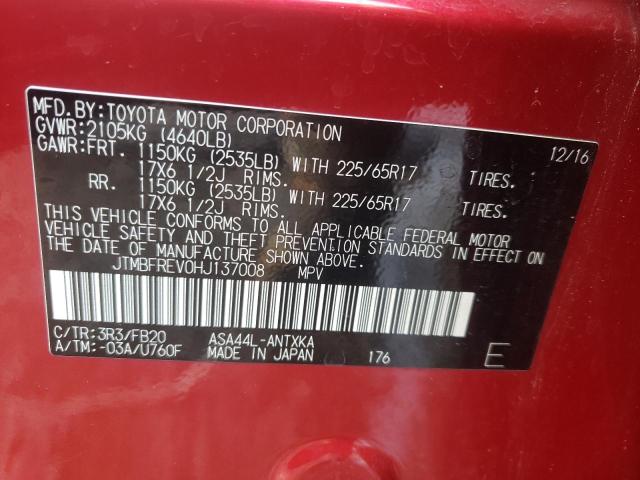 MFD.BY:TOYOTA MOTOR CORPORATION 12/16
GVWR:2105KG (4640LB)
GAWR:FRT. 1150KG (2535LB) WITH 225/65R17 TIRES.
17X6 1/2J RIMS.
RR. 1150KG (2535LB) WITH 225/65R17 TIRES.
17X6 1/2J RIMS.
THIS VEHICLE CONFORMS TO ALL APPLICABLE FEDERAL MOTOR
VEHICLE SAFETY AND THEFT PREVENTION STANDARDS IN EFFECT ON
THE DATE OF MANUFACTURE SHOWN ABOVE.
JTMBFREV0HJ137008 MPV
C/TR:3R3/FB20 ASA44L-ANTXKA
A/TM:-03A/U760F MADE IN JAPAN 176 E